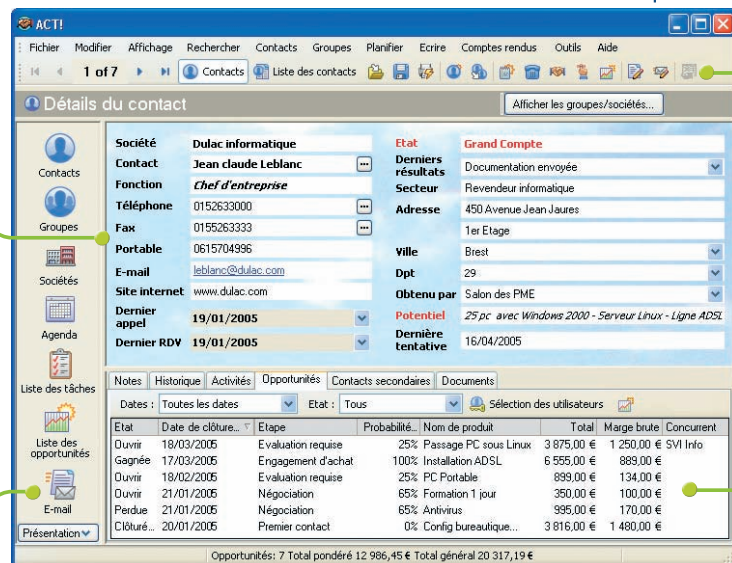 ACT!
Fichier Modifier Affichage Rechercher Contacts Groupes Planifier Ecrire Comptes rendus Outils Aide
1 of 7 Contacts Liste des contacts
Détails du contact Afficher les groupes/sociétés...
Contacts
Groupes
Sociétés
Agenda
Liste des tâches
Liste des opportunités
E-mail
Présentation
Société Dulac informatique
Contact Jean claude Leblanc
Fonction Chef d'entreprise
Téléphone 0152633000
Fax 0155263333
Portable 0615704996
E-mail leblanc@dulac.com
Site internet www.dulac.com
Dernier appel 19/01/2005
Dernier RDV 19/01/2005
Etat Grand Compte
Derniers résultats Documentation envoyée
Secteur Revendeur informatique
Adresse 450 Avenue Jean Jaures
1er Etage
Ville Brest
Dpt 29
Obtenu par Salon des PME
Potentiel 25 pc avec Windows 2000 - Serveur Linux - Ligne ADSL
Dernière tentative 16/04/2005
Notes Historique Activités Opportunités Contacts secondaires Documents
Dates : Toutes les dates Etat : Tous Sélection des utilisateurs
Etat Date de clôture... Etape Probabilité... Nom de produit Total Marge brute Concurrent
Ouvrir 18/03/2005 Evaluation requise 25% Passage PC sous Linux 3 875,00 € 1 250,00 € SVI Info
Gagnée 17/03/2005 Engagement d'achat 100% Installation ADSL 6 555,00 € 889,00 €
Ouvrir 18/02/2005 Evaluation requise 25% PC Portable 899,00 € 134,00 €
Ouvrir 21/01/2005 Négociation 65% Formation 1 jour 350,00 € 100,00 €
Perdue 21/01/2005 Négociation 65% Antivirus 995,00 € 170,00 €
Clôturé... 20/01/2005 Premier contact 0% Config bureautique... 3 816,00 € 1 480,00 €
Opportunités: 7 Total pondéré 12 986,45 € Total général 20 317,19 €